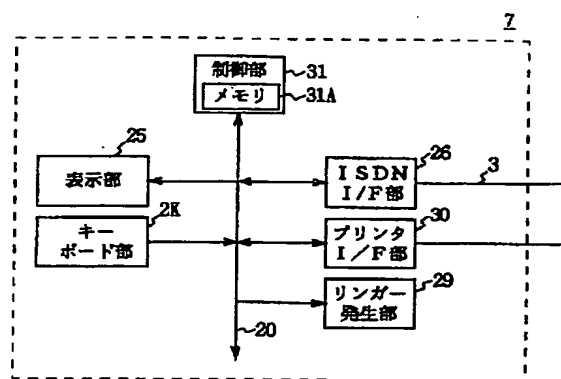 7
制御部
31
メモリ
31A
25
表示部
26
ISDN
I/F部
3
2K
キー
ボード部
30
プリンタ
I/F部
29
リンガー
発生部
20